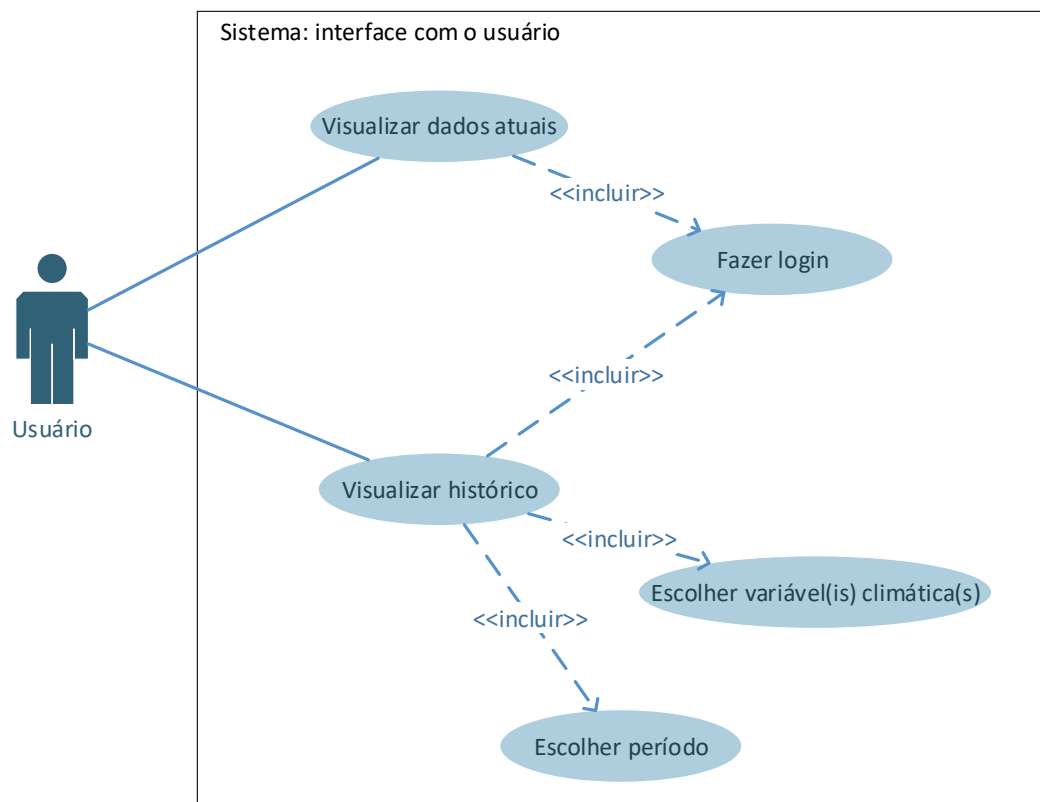 Sistema: interface com o usuário
Visualizar dados atuais
<<incluir>>
Fazer login
<<incluir>>
Usuário
Visualizar histórico
<<incluir>>
Escolher variável(is) climática(s)
<<incluir>>
Escolher período